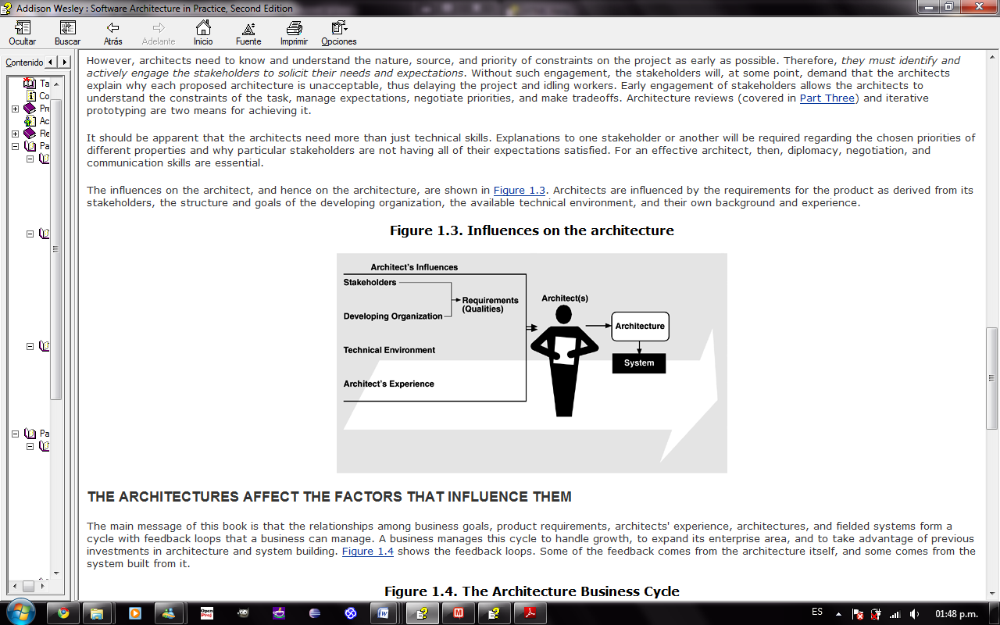 Addison Wesley : Software Architecture in Practice, Second Edition
Ocultar Buscar Atrás Adelante Inicio Fuente Imprimir Opciones
Contenido
Ta
Co
Pre
Ac
Re
Pa
Pa
However, architects need to know and understand the nature, source, and priority of constraints on the project as early as possible. Therefore, they must identify and
actively engage the stakeholders to solicit their needs and expectations. Without such engagement, the stakeholders will, at some point, demand that the architects
explain why each proposed architecture is unacceptable, thus delaying the project and idling workers. Early engagement of stakeholders allows the architects to
understand the constraints of the task, manage expectations, negotiate priorities, and make tradeoffs. Architecture reviews (covered in Part Three) and iterative
prototyping are two means for achieving it.
It should be apparent that the architects need more than just technical skills. Explanations to one stakeholder or another will be required regarding the chosen priorities of
different properties and why particular stakeholders are not having all of their expectations satisfied. For an effective architect, then, diplomacy, negotiation, and
communication skills are essential.
The influences on the architect, and hence on the architecture, are shown in Figure 1.3. Architects are influenced by the requirements for the product as derived from its
stakeholders, the structure and goals of the developing organization, the available technical environment, and their own background and experience.
Figure 1.3. Influences on the architecture
Architect's Influences
Stakeholders
Requirements
(Qualities)
Developing Organization
Technical Environment
Architect's Experience
Architect(s)
Architecture
System
THE ARCHITECTURES AFFECT THE FACTORS THAT INFLUENCE THEM
The main message of this book is that the relationships among business goals, product requirements, architects' experience, architectures, and fielded systems form a
cycle with feedback loops that a business can manage. A business manages this cycle to handle growth, to expand its enterprise area, and to take advantage of previous
investments in architecture and system building. Figure 1.4 shows the feedback loops. Some of the feedback comes from the architecture itself, and some comes from the
system built from it.
Figure 1.4. The Architecture Business Cycle
Open
Proj
W
M
ES
01:48 p.m.